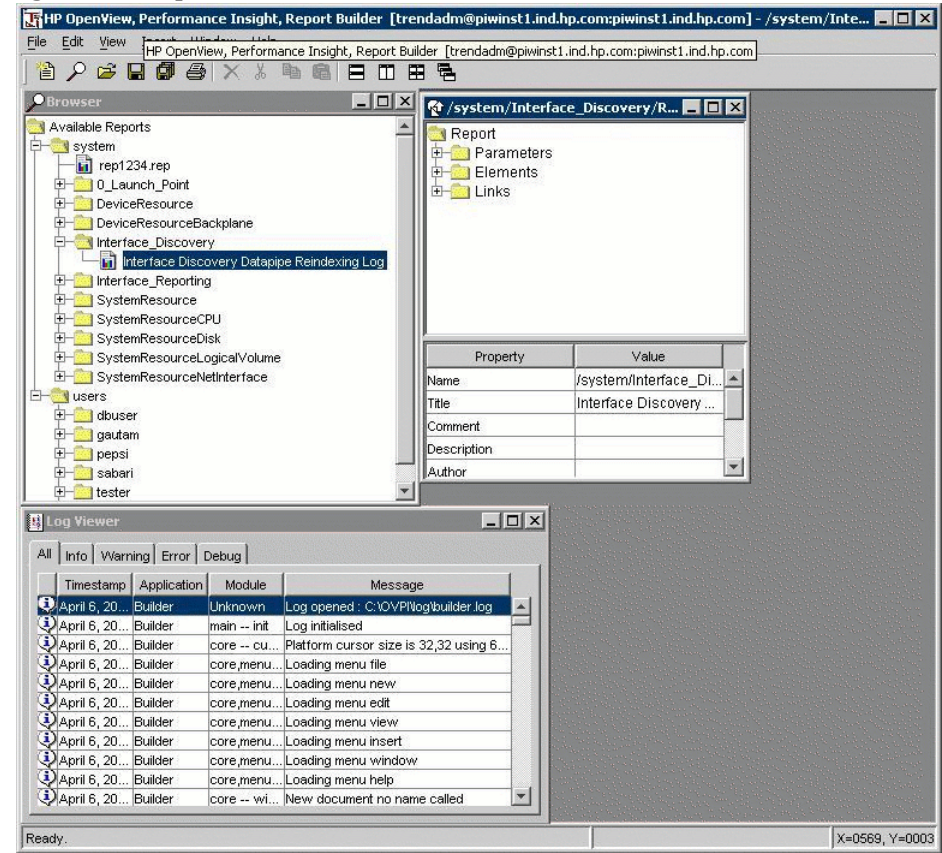 HP OpenView, Performance Insight, Report Builder [trendadm@piwinst1.ind.hp.com:piwinst1.ind.hp.com] - /system/Inte...
File Edit View Insert Window Help
HP OpenView, Performance Insight, Report Builder [trendadm@piwinst1.ind.hp.com:piwinst1.ind.hp.com
Browser
Available Reports
system
rep1234.rep
0_Launch_Point
DeviceResource
DeviceResourceBackplane
Interface_Discovery
Interface Discovery Datapipe Reindexing Log
Interface_Reporting
SystemResource
SystemResourceCPU
SystemResourceDisk
SystemResourceLogicalVolume
SystemResourceNetInterface
users
dbuser
gautam
pepsi
sabari
tester
/system/Interface_Discovery/R...
Report
Parameters
Elements
Links
Property Value
Name /system/Interface_Di...
Title Interface Discovery ...
Comment
Description
Author
Log Viewer
All Info Warning Error Debug
Timestamp Application Module Message
April 6, 20... Builder Unknown Log opened : C:\OVPI\log\builder.log
April 6, 20... Builder main -- init Log initialised
April 6, 20... Builder core -- cu... Platform cursor size is 32,32 using 6...
April 6, 20... Builder core,menu... Loading menu file
April 6, 20... Builder core,menu... Loading menu new
April 6, 20... Builder core,menu... Loading menu edit
April 6, 20... Builder core,menu... Loading menu view
April 6, 20... Builder core,menu... Loading menu insert
April 6, 20... Builder core,menu... Loading menu window
April 6, 20... Builder core,menu... Loading menu help
April 6, 20... Builder core -- wi... New document no name called
Ready.
X=0569, Y=0003